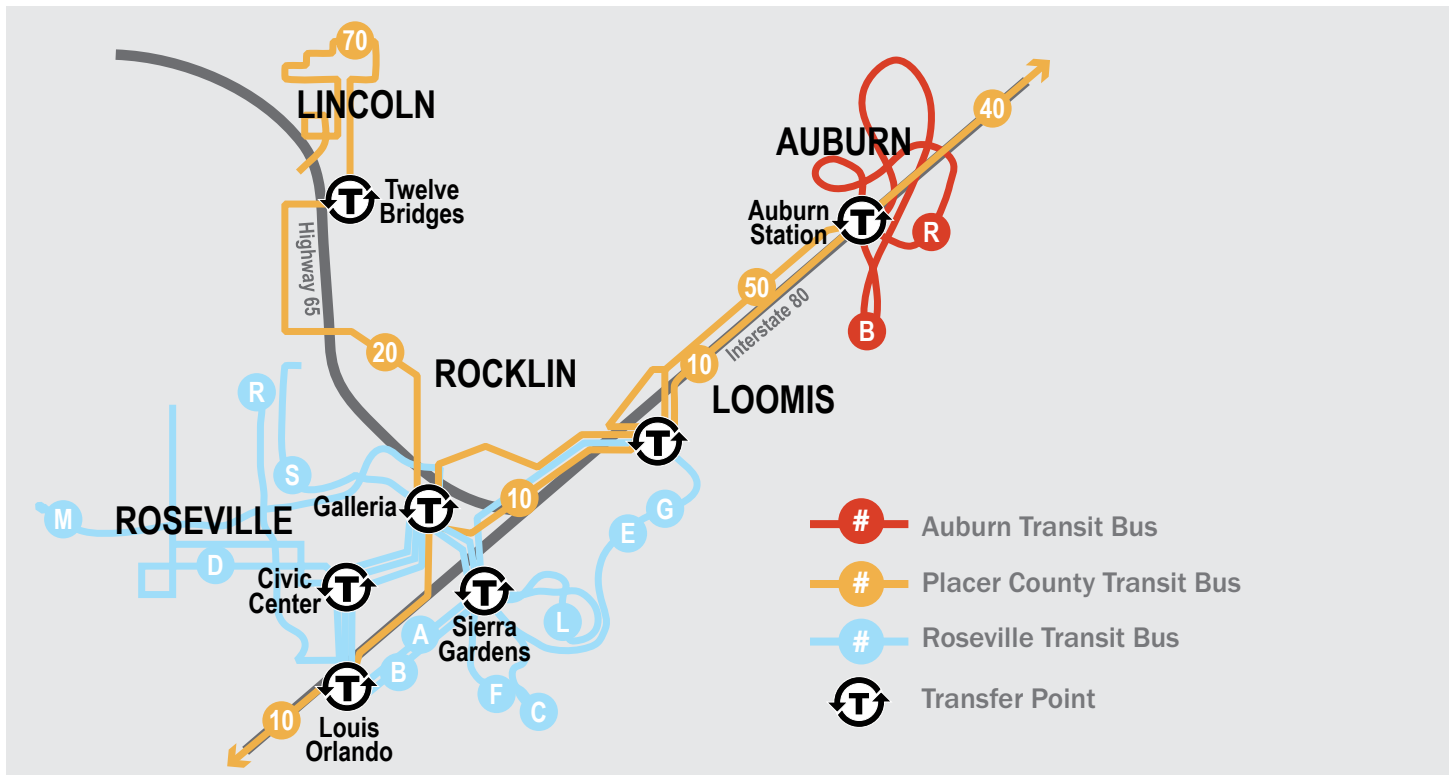 70
LINCOLN
40
AUBURN
Twelve
Bridges
Auburn
Station
R
Highway 65
50
B
Interstate 80
20
10
ROCKLIN
LOOMIS
R
S
Galleria
10
M
ROSEVILLE
G
E
D
Civic
Center
L
A
Sierra
Gardens
B
F
C
10
Louis
Orlando
T
T
T
T
T
T
T
# Auburn Transit Bus
# Placer County Transit Bus
# Roseville Transit Bus
T Transfer Point